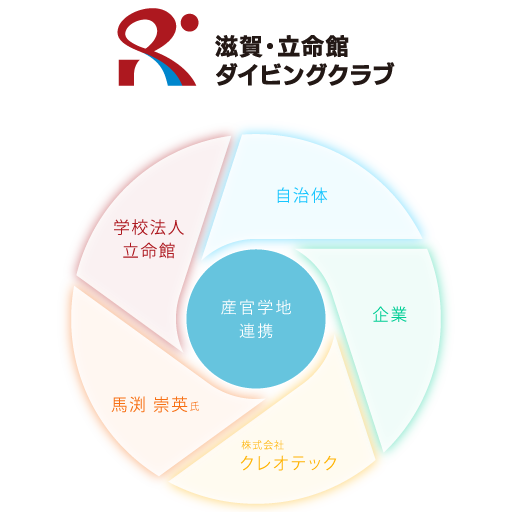 滋賀・立命館
ダイビングクラブ
自治体
学校法人
立命館
産官学地
連携
企業
馬渕 崇英氏
株式会社
クレオテック